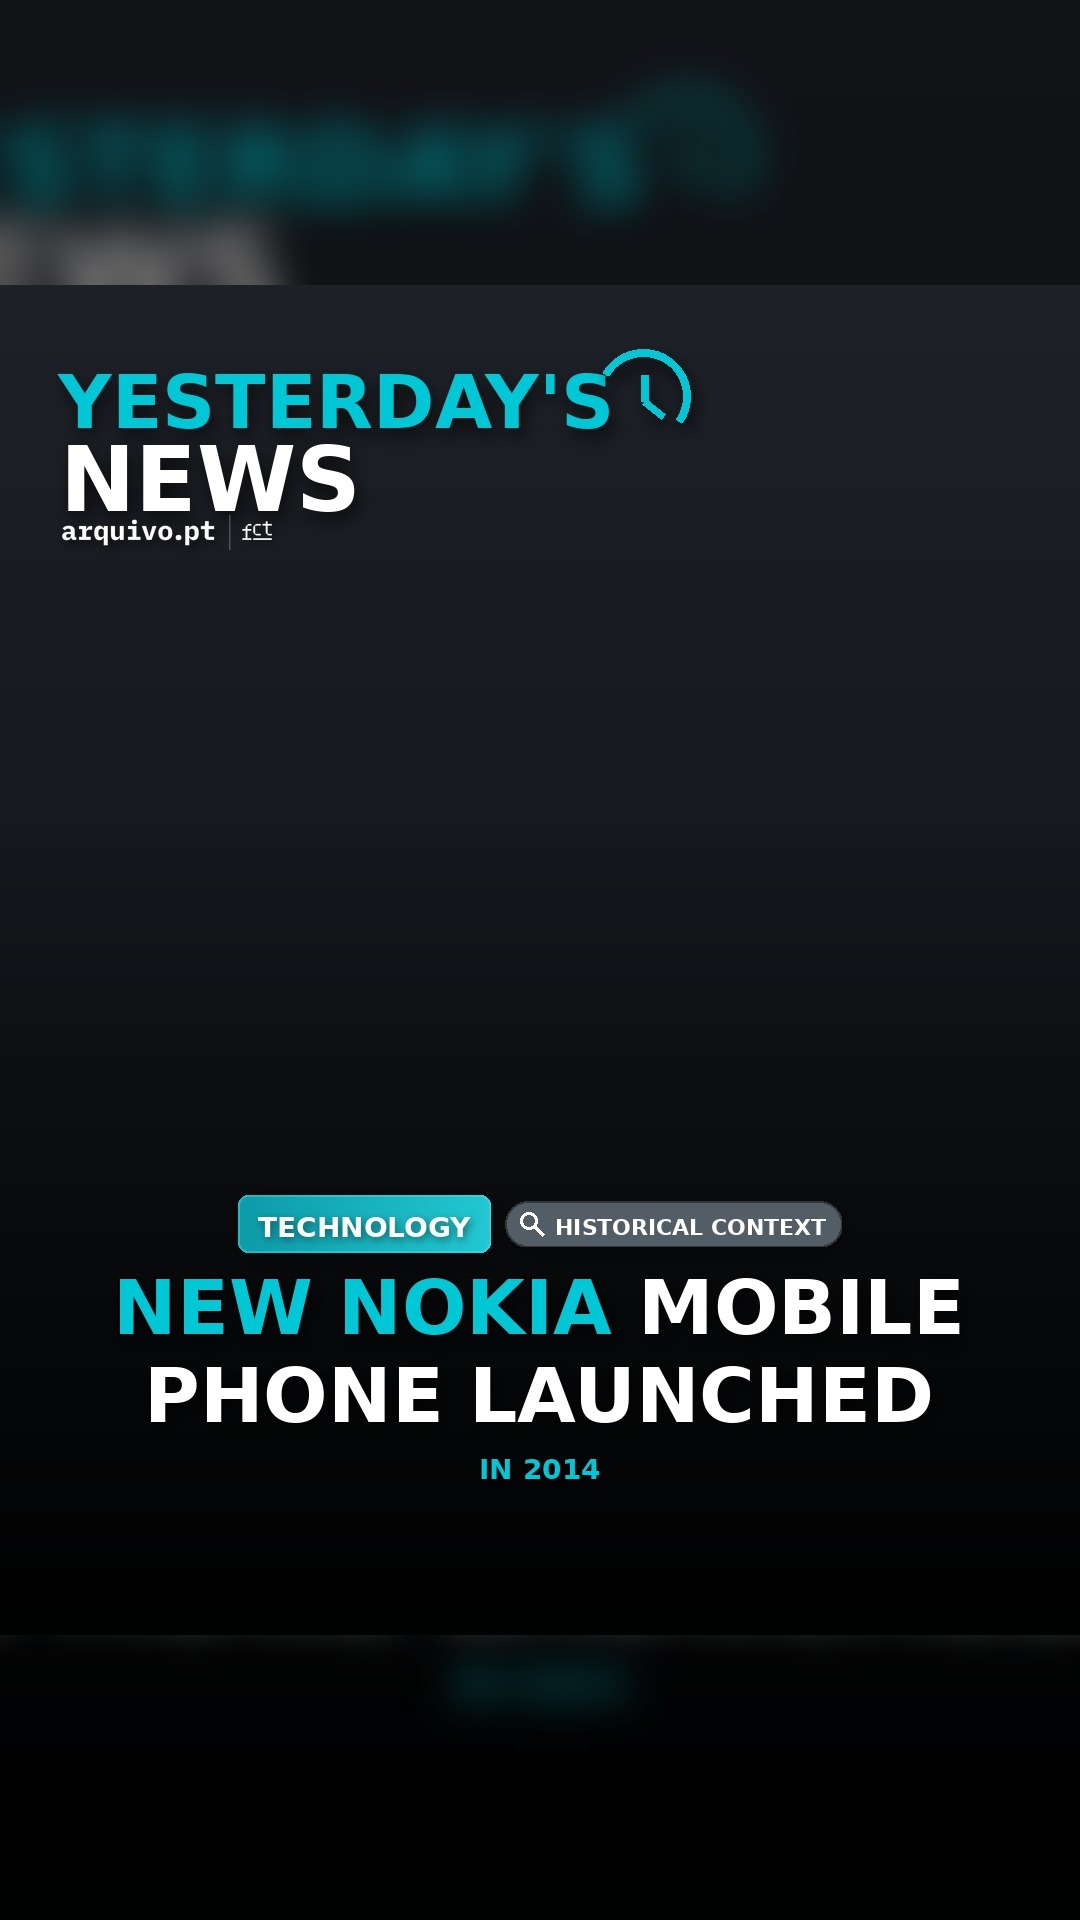 YESTERDAY'S
NEWS
arquivo.pt fct
TECHNOLOGY HISTORICAL CONTEXT
NEW NOKIA MOBILE
PHONE LAUNCHED
IN 2014